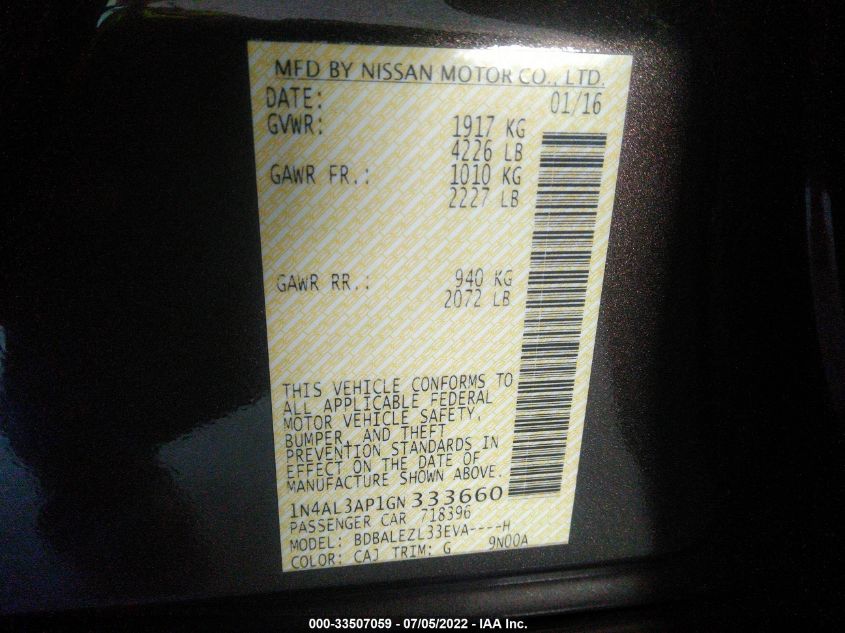 MFD BY NISSAN MOTOR CO., LTD.
DATE: 01/16
GVWR: 1917 KG
4226 LB
GAWR FR.: 1010 KG
2227 LB
GAWR RR.: 940 KG
2072 LB
THIS VEHICLE CONFORMS TO
ALL APPLICABLE FEDERAL
MOTOR VEHICLE SAFETY,
BUMPER, AND THEFT
PREVENTION STANDARDS IN
EFFECT ON THE DATE OF
MANUFACTURE SHOWN ABOVE.
1N4AL3AP1GN333660
PASSENGER CAR 718396
MODEL: BDBALEZL33EVA----H
COLOR: CAJ TRIM: G 9N00A
000-33507059 - 07/05/2022 - IAA Inc.